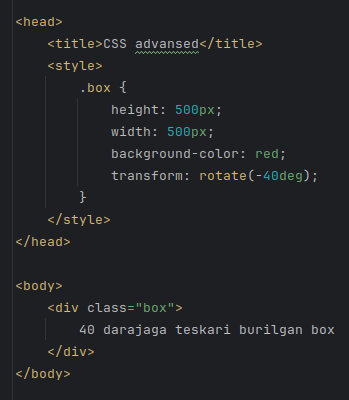 <head>
    <title>CSS advansed</title>
    <style>
        .box {
            height: 500px;
            width: 500px;
            background-color: red;
            transform: rotate(-40deg);
        }
    </style>
</head>

<body>
    <div class="box">
        40 darajaga teskari burilgan box
    </div>
</body>